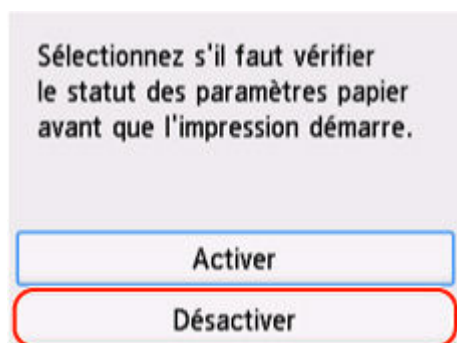 Sélectionnez s'il faut vérifier
le statut des paramètres papier
avant que l'impression démarre.
Activer
Désactiver